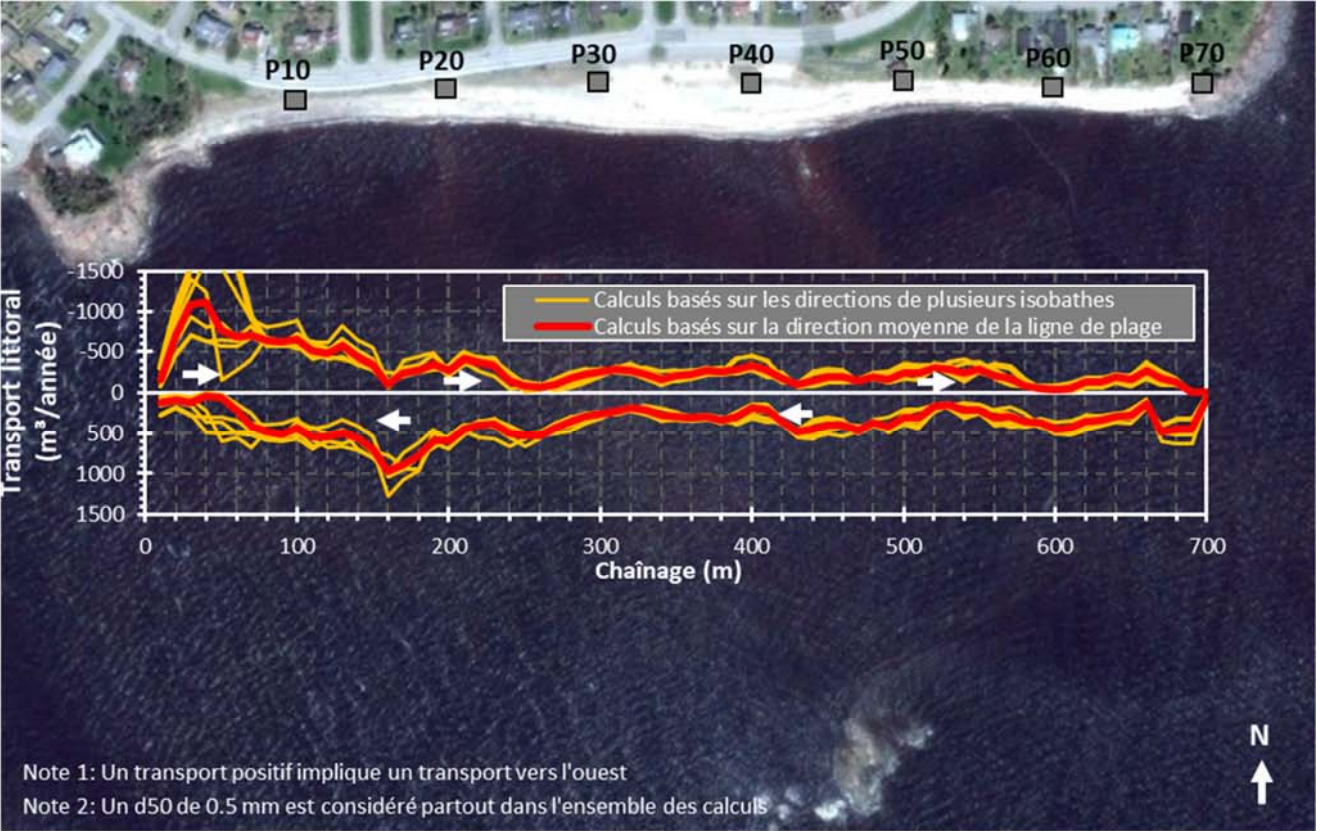 P10
P20
P30
P40
P50
P60
P70
Transport littoral
(m³/année)
-1500
-1000
-500
0
500
1000
1500
Calculs basés sur les directions de plusieurs isobathes
Calculs basés sur la direction moyenne de la ligne de plage
0 100 200 300 400 500 600 700
Chaînage (m)
N
Note 1: Un transport positif implique un transport vers l'ouest
Note 2: Un d50 de 0.5 mm est considéré partout dans l'ensemble des calculs